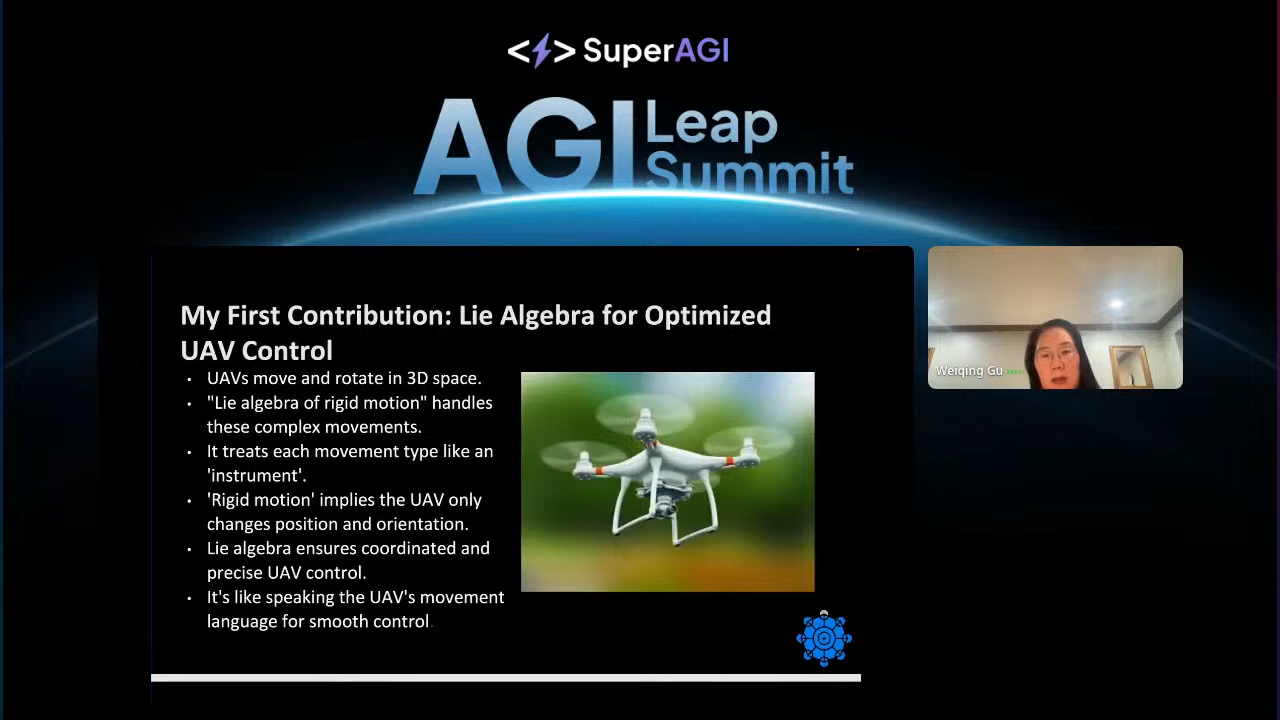 <⚡> SuperAGI
AGI Leap
Summit
My First Contribution: Lie Algebra for Optimized
UAV Control
• UAVs move and rotate in 3D space.
• "Lie algebra of rigid motion" handles
these complex movements.
• It treats each movement type like an
'instrument'.
• 'Rigid motion' implies the UAV only
changes position and orientation.
• Lie algebra ensures coordinated and
precise UAV control.
• It's like speaking the UAV's movement
language for smooth control
Weiqing Gu